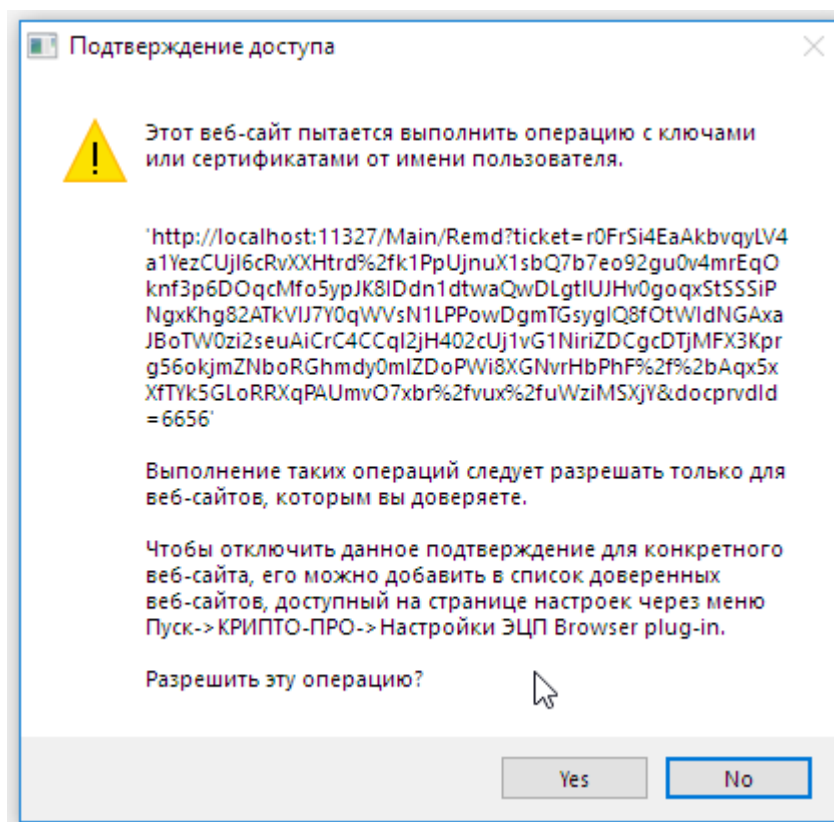 Подтверждение доступа
Этот веб-сайт пытается выполнить операцию с ключами
или сертификатами от имени пользователя.
'http://localhost:11327/Main/Remd?ticket=r0FrSi4EaAkbvqyLV4
a1YezCUjI6cRvXXHtrd%2fk1PpUjnuX1sbQ7b7eo92gu0v4mrEqO
knf3p6DOqcMfo5ypJK8IDdn1dtwaQwDLgtIUJHv0goqxStSSSiP
NgxKhg82ATkVIJ7Y0qWVsN1LPPowDgmTGsyglQ8fOtWIdNGAxa
JBoTW0zi2seuAiCrC4CCqI2jH402cUj1vG1NiriZDCgcDTjMFX3Kpr
g56okjmZNboRGhmdy0mIZDoPWi8XGNvrHbPhF%2f%2bAqx5x
XfTYk5GLoRRXqPAUmvO7xbr%2fvux%2fuWziMSXjY&docprvdId
=6656'
Выполнение таких операций следует разрешать только для
веб-сайтов, которым вы доверяете.
Чтобы отключить данное подтверждение для конкретного
веб-сайта, его можно добавить в список доверенных
веб-сайтов, доступный на странице настроек через меню
Пуск->КРИПТО-ПРО->Настройки ЭЦП Browser plug-in.
Разрешить эту операцию?
Yes
No